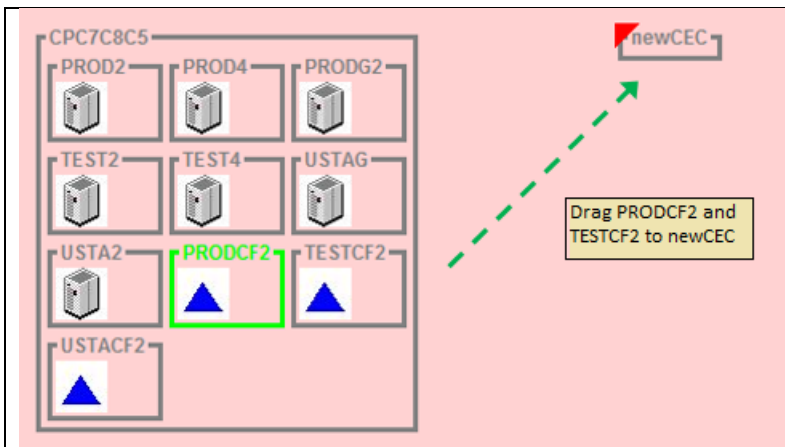 CPC7C8C5
newCEC
PROD2 PROD4 PRODG2
TEST2 TEST4 USTAG
Drag PRODCF2 and
TESTCF2 to newCEC
USTA2 PRODCF2 TESTCF2
USTACF2